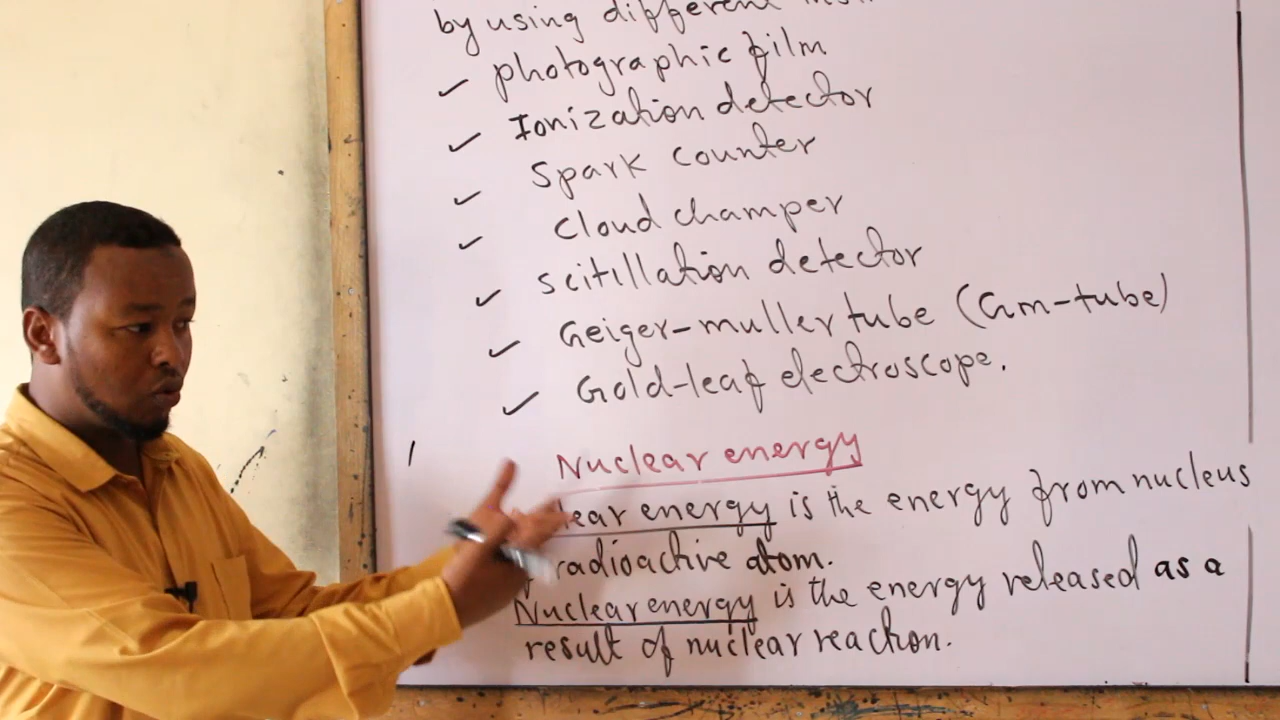 by using different
✓ photographic film
✓ Ionization detector
✓ Spark counter
✓ cloud champer
✓ scitillation detector
✓ Geiger-muller tube (Gm-tube)
✓ Gold-leaf electroscope.
Nuclear energy
lear energy is the energy from nucleus
radioactive atom.
Nuclear energy is the energy released as a
result of nuclear reaction.